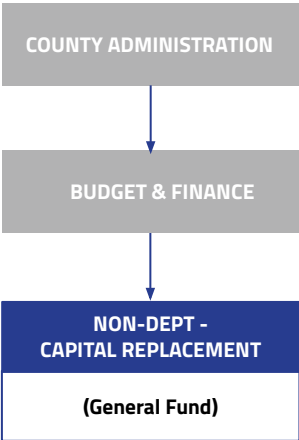 COUNTY ADMINISTRATION
BUDGET & FINANCE
NON-DEPT -
CAPITAL REPLACEMENT
(General Fund)